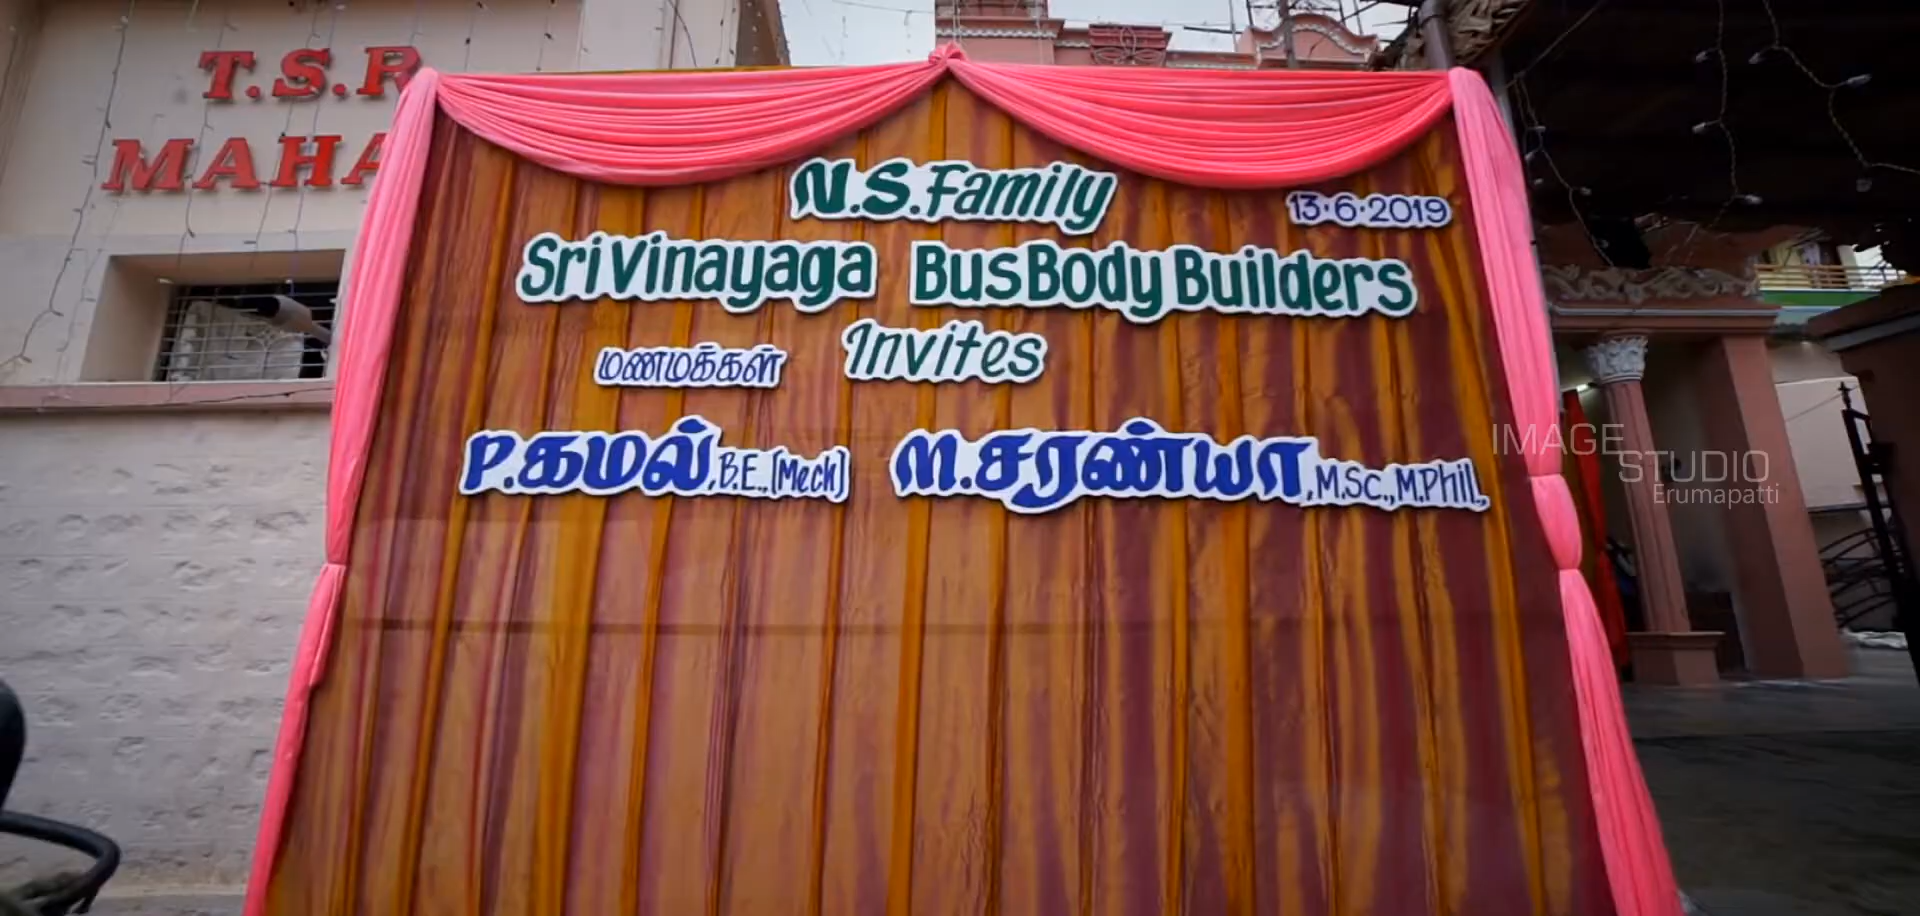 T.S.R
MAHA
N.S.Family
13.6.2019
Sri Vinayaga Bus Body Builders
Invites
மணமக்கள்
P.கமல்,B.E.,(Mech)
M.சரண்யா,M.Sc.,M.Phil.,
IMAGE
STUDIO
Erumapatti